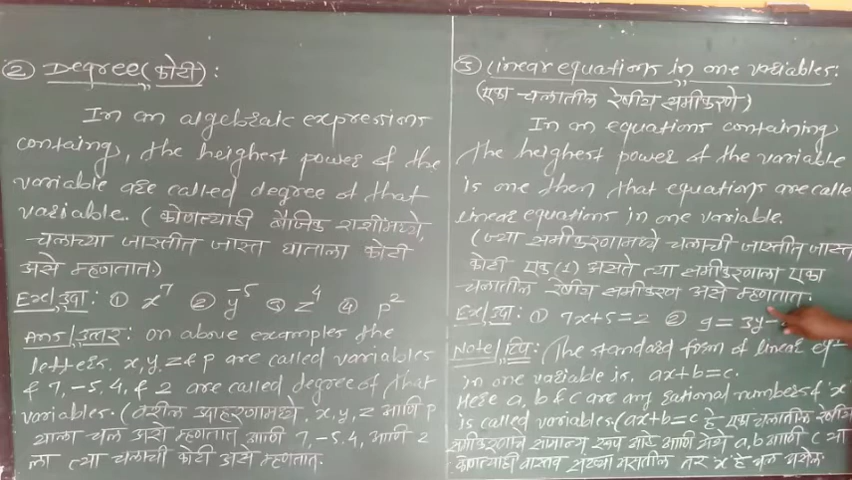 ② Degree (कोटी) :
In an algebraic expressions
containg, the heighest power of the
variable are called degree of that
variable. (कोणत्याही बैजिक राशींमध्ये,
चलाच्या जास्तीत जास्त घाताला कोटी
असे म्हणतात.)
Ex/उदा : ① x⁷ ② y⁻⁵ ③ z⁴ ④ p²
Ans/उत्तर : on above examples the
letters, x, y, z & p are called variables
& 7, -5, 4, & 2 are called degree of that
variables. (वरील उदाहरणामध्ये, x, y, z आणि p
याला चल असे म्हणतात आणी 7, -5, 4, आणी 2
ला त्या चलाची कोटी असे म्हणतात.
③ Linear equations in one variables:
(एका चलातील रेषीय समीकरणे)
In an equations containing
the heighest power of the variable
is one then that equations are calle
Linear equations in one variable.
(ज्या समीकरणामध्ये चलाची जास्तीत जास्त
कोटी एक (1) असते त्या समीकरणाला एका
चलातील रेषीय समीकरण असे म्हणतात.
Ex/उदा : ① 7x+5=2 ② 9=3y-
Note/टिप : The standard form of linear eq-
in one variable is, ax+b=c.
Here a, b & c are any rational numbers & 'x'
is called variables. (ax+b=c हे एका चलातील रेषीय
समीकरणाचे सामान्य रूप आहे आणि येथे a, b आणी c या
कोणत्याही वास्तव संख्या असतील तर 'x' हे चल असेल.